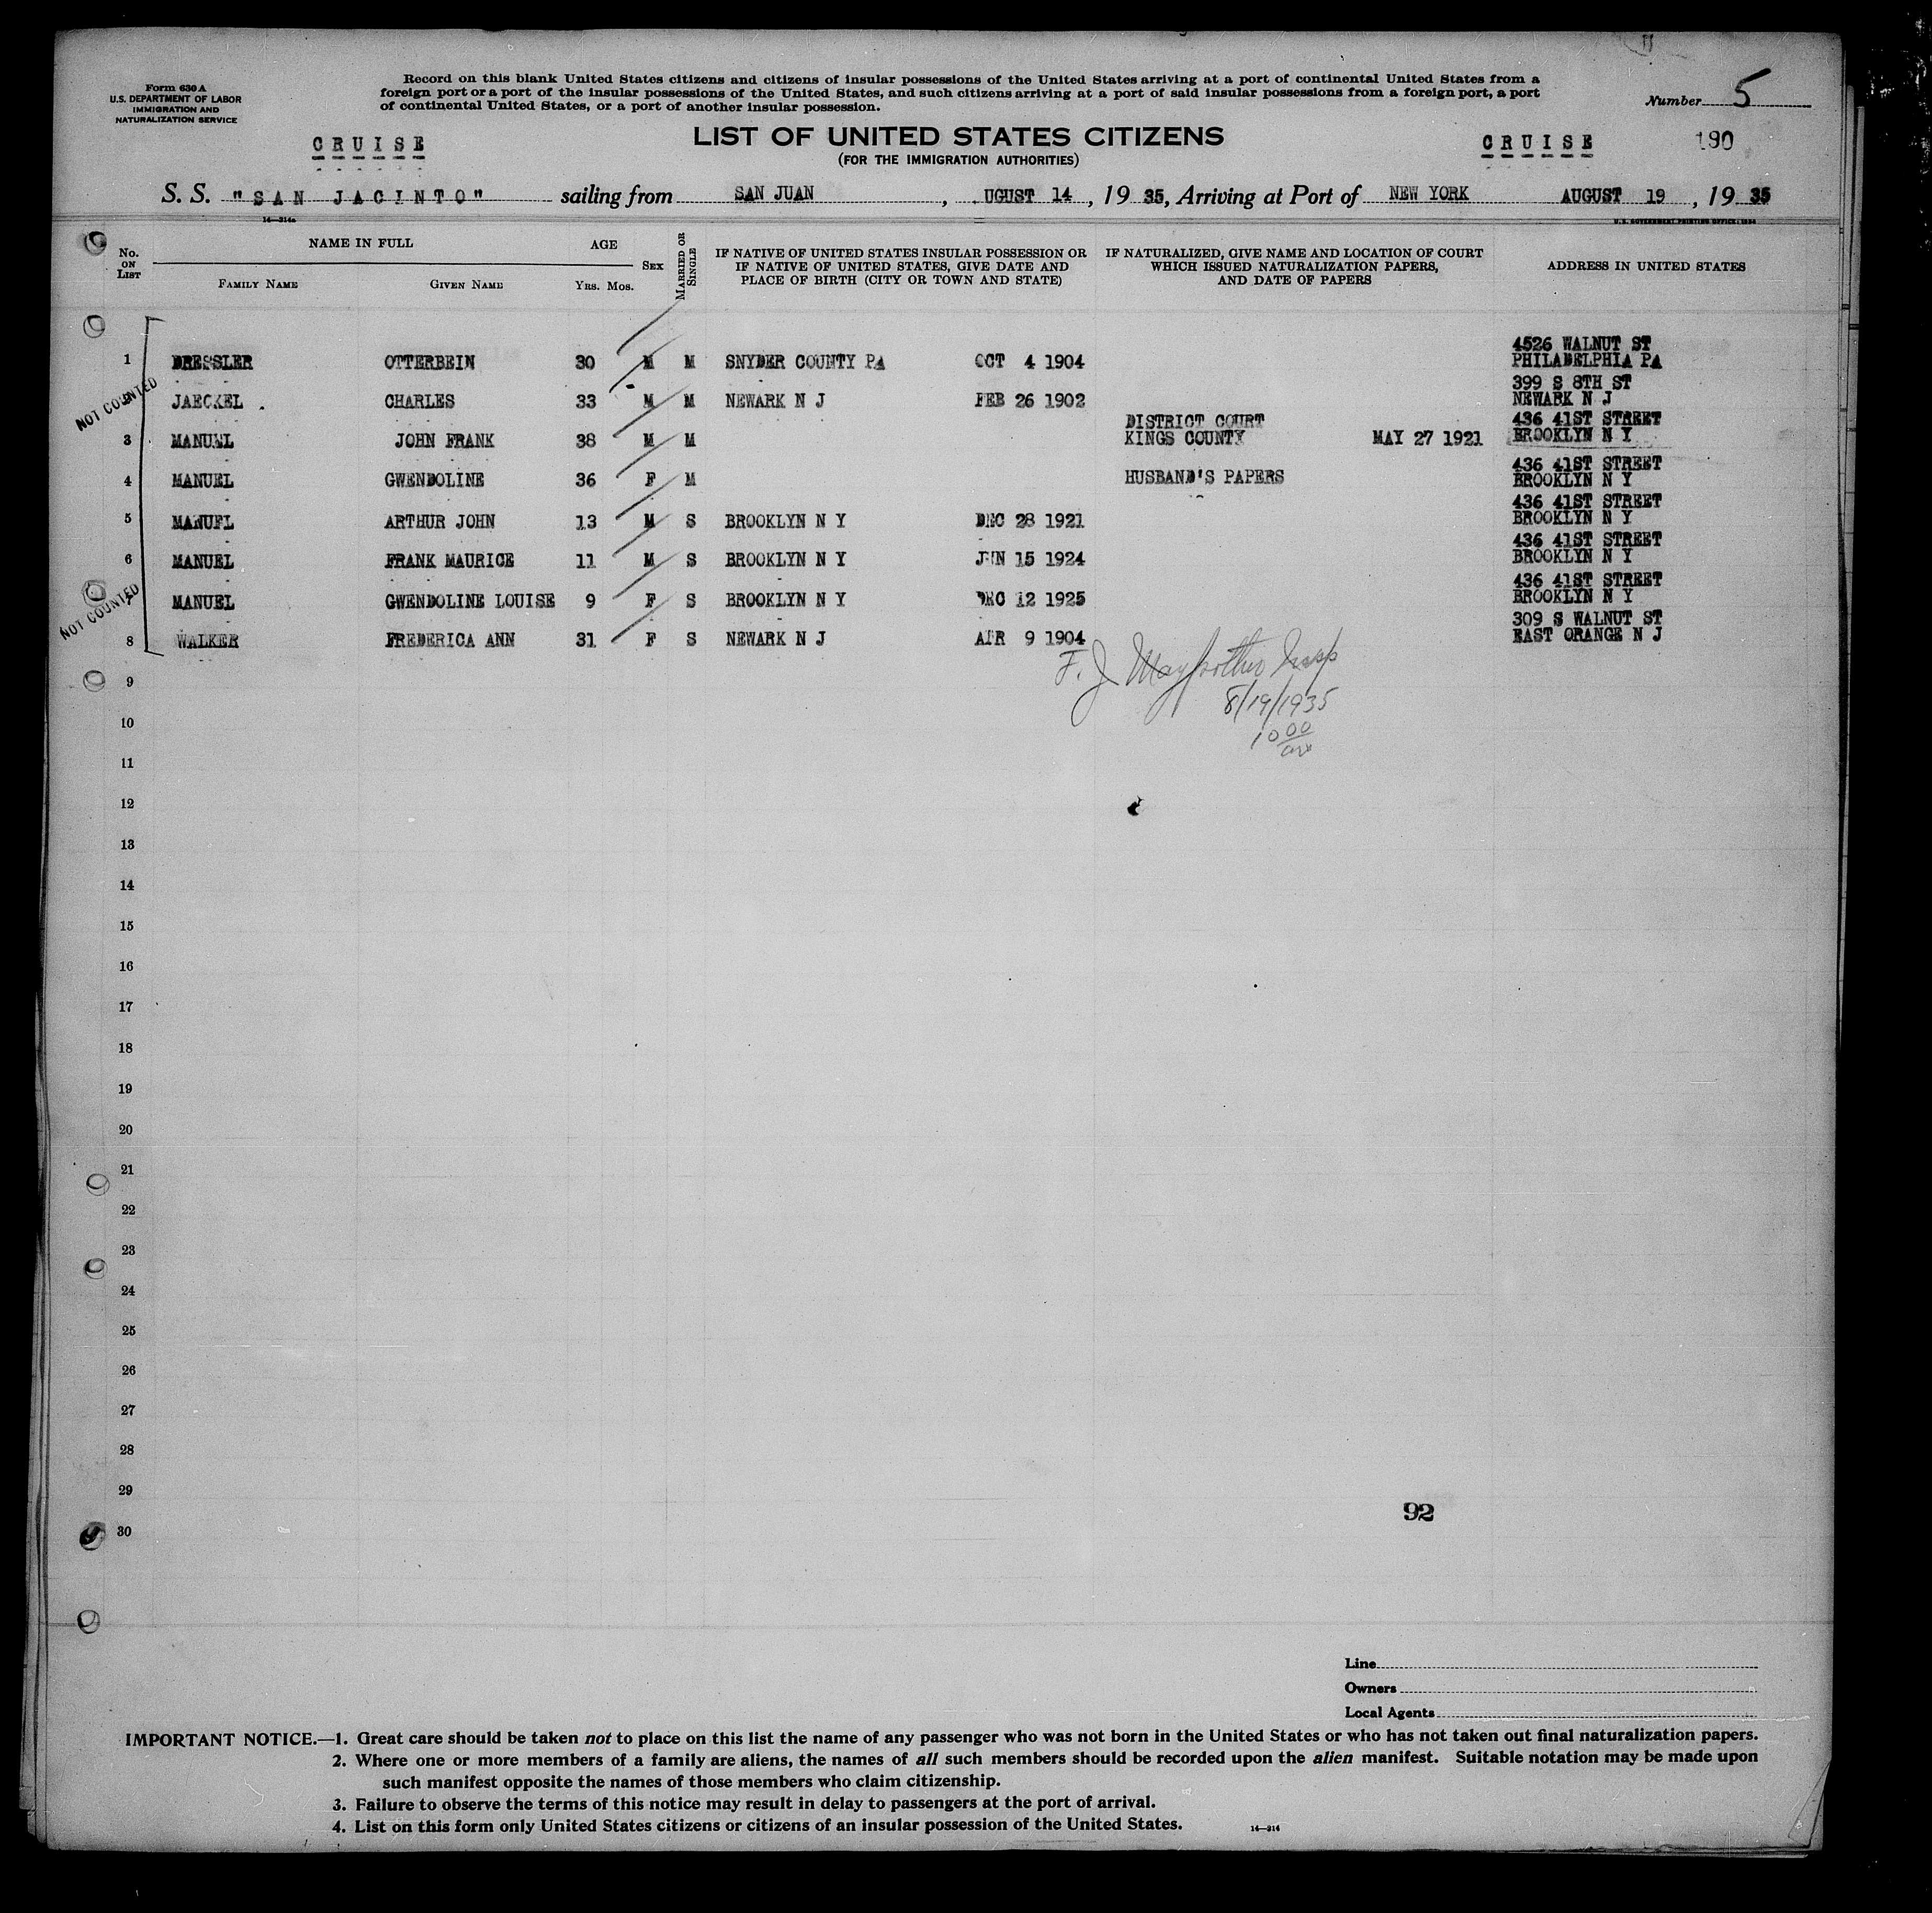 Form 630 A
U.S. DEPARTMENT OF LABOR
IMMIGRATION AND
NATURALIZATION SERVICE
Record on this blank United States citizens and citizens of insular possessions of the United States arriving at a port of continental United States from a
foreign port or a port of the insular possessions of the United States, and such citizens arriving at a port of said insular possessions from a foreign port, a port
of continental United States, or a port of another insular possession.
Number 5
CRUISE LIST OF UNITED STATES CITIZENS CRUISE 190
(FOR THE IMMIGRATION AUTHORITIES)
S. S. "SAN JACINTO" sailing from SAN JUAN, UGUST 14, 19 35, Arriving at Port of NEW YORK AUGUST 19, 19 35
14—314a U.S. GOVERNMENT PRINTING OFFICE: 1934
No. ON LIST
NAME IN FULL
FAMILY NAME GIVEN NAME
AGE
YRS. MOS.
SEX
MARRIED OR SINGLE
IF NATIVE OF UNITED STATES INSULAR POSSESSION OR
IF NATIVE OF UNITED STATES, GIVE DATE AND
PLACE OF BIRTH (CITY OR TOWN AND STATE)
IF NATURALIZED, GIVE NAME AND LOCATION OF COURT
WHICH ISSUED NATURALIZATION PAPERS,
AND DATE OF PAPERS
ADDRESS IN UNITED STATES
4526 WALNUT ST
1 DRESSLER OTTERBEIN 30 M M SNYDER COUNTY PA OCT 4 1904 PHILADELPHIA PA
NOT COUNTED
399 S 8TH ST
JAECKEL CHARLES 33 M M NEWARK N J FEB 26 1902 NEWARK N J
DISTRICT COURT 436 41ST STREET
3 MANUEL JOHN FRANK 38 M M KINGS COUNTY MAY 27 1921 BROOKLYN N Y
436 41ST STREET
4 MANUEL GWENDOLINE 36 F M HUSBAND'S PAPERS BROOKLYN N Y
436 41ST STREET
5 MANUEL ARTHUR JOHN 13 M S BROOKLYN N Y DEC 28 1921 BROOKLYN N Y
436 41ST STREET
6 MANUEL FRANK MAURICE 11 M S BROOKLYN N Y JUN 15 1924 BROOKLYN N Y
NOT COUNTED
436 41ST STREET
MANUEL GWENDOLINE LOUISE 9 F S BROOKLYN N Y DEC 12 1925 BROOKLYN N Y
309 S WALNUT ST
8 WALKER FREDERICA ANN 31 F S NEWARK N J APR 9 1904 EAST ORANGE N J
F. J. Insp
8/19/1935
10 00
am
9
10
11
12
13
14
15
16
17
18
19
20
21
22
23
24
25
26
27
28
29
92
30
Line
Owners
Local Agents
IMPORTANT NOTICE.—1. Great care should be taken not to place on this list the name of any passenger who was not born in the United States or who has not taken out final naturalization papers.
2. Where one or more members of a family are aliens, the names of all such members should be recorded upon the alien manifest. Suitable notation may be made upon
such manifest opposite the names of those members who claim citizenship.
3. Failure to observe the terms of this notice may result in delay to passengers at the port of arrival.
4. List on this form only United States citizens or citizens of an insular possession of the United States.
14—314